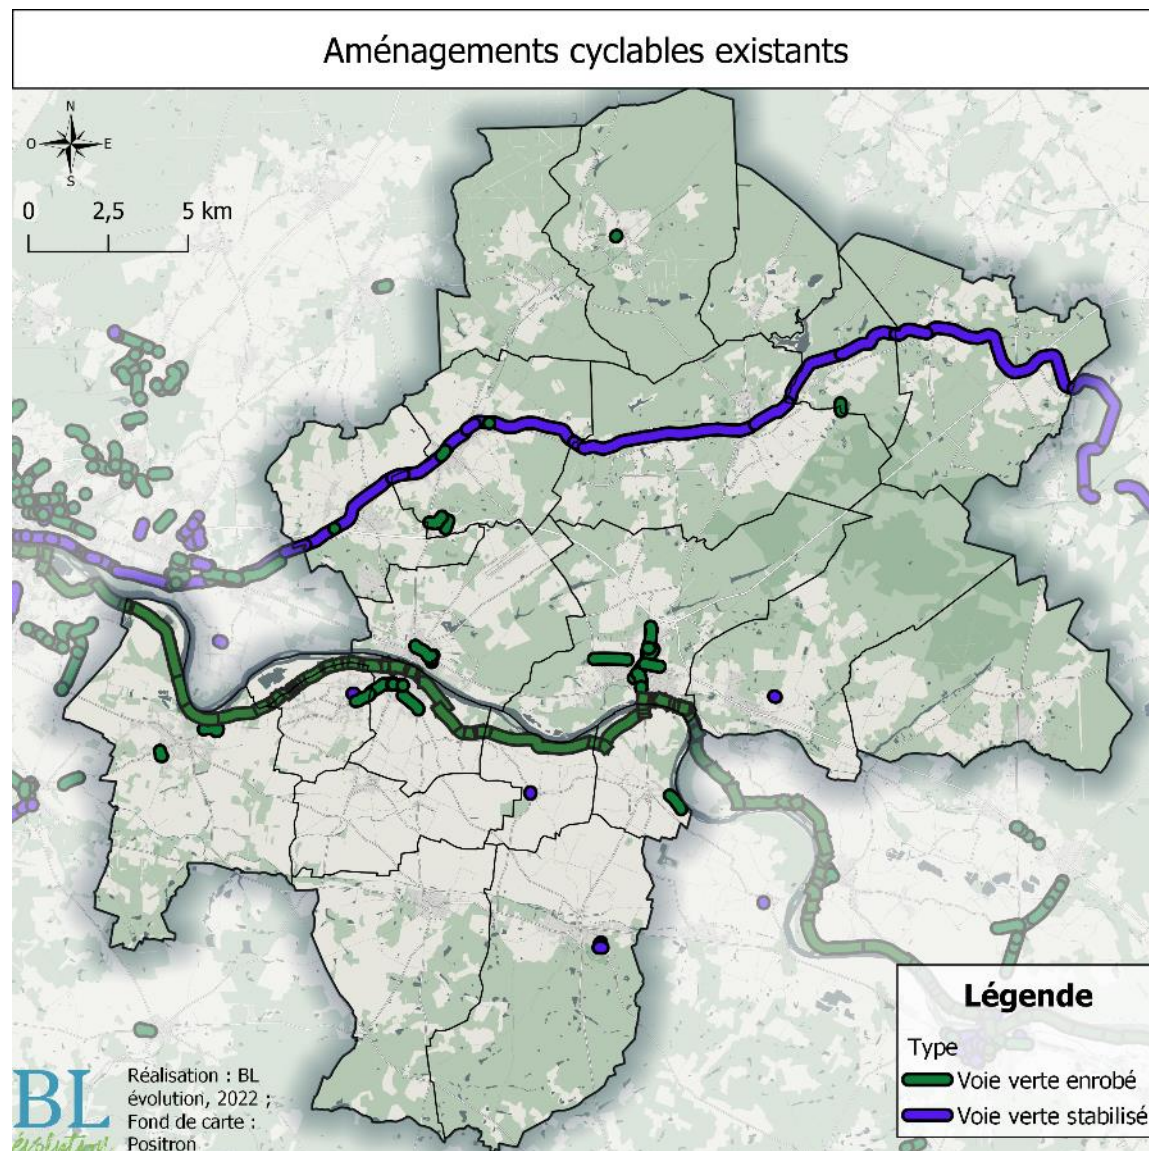 Aménagements cyclables existants
N
O E
S
0 2,5 5 km
Légende
Type
Voie verte enrobé
Voie verte stabilisé
BL
évolution
Réalisation : BL
évolution, 2022 ;
Fond de carte :
Positron